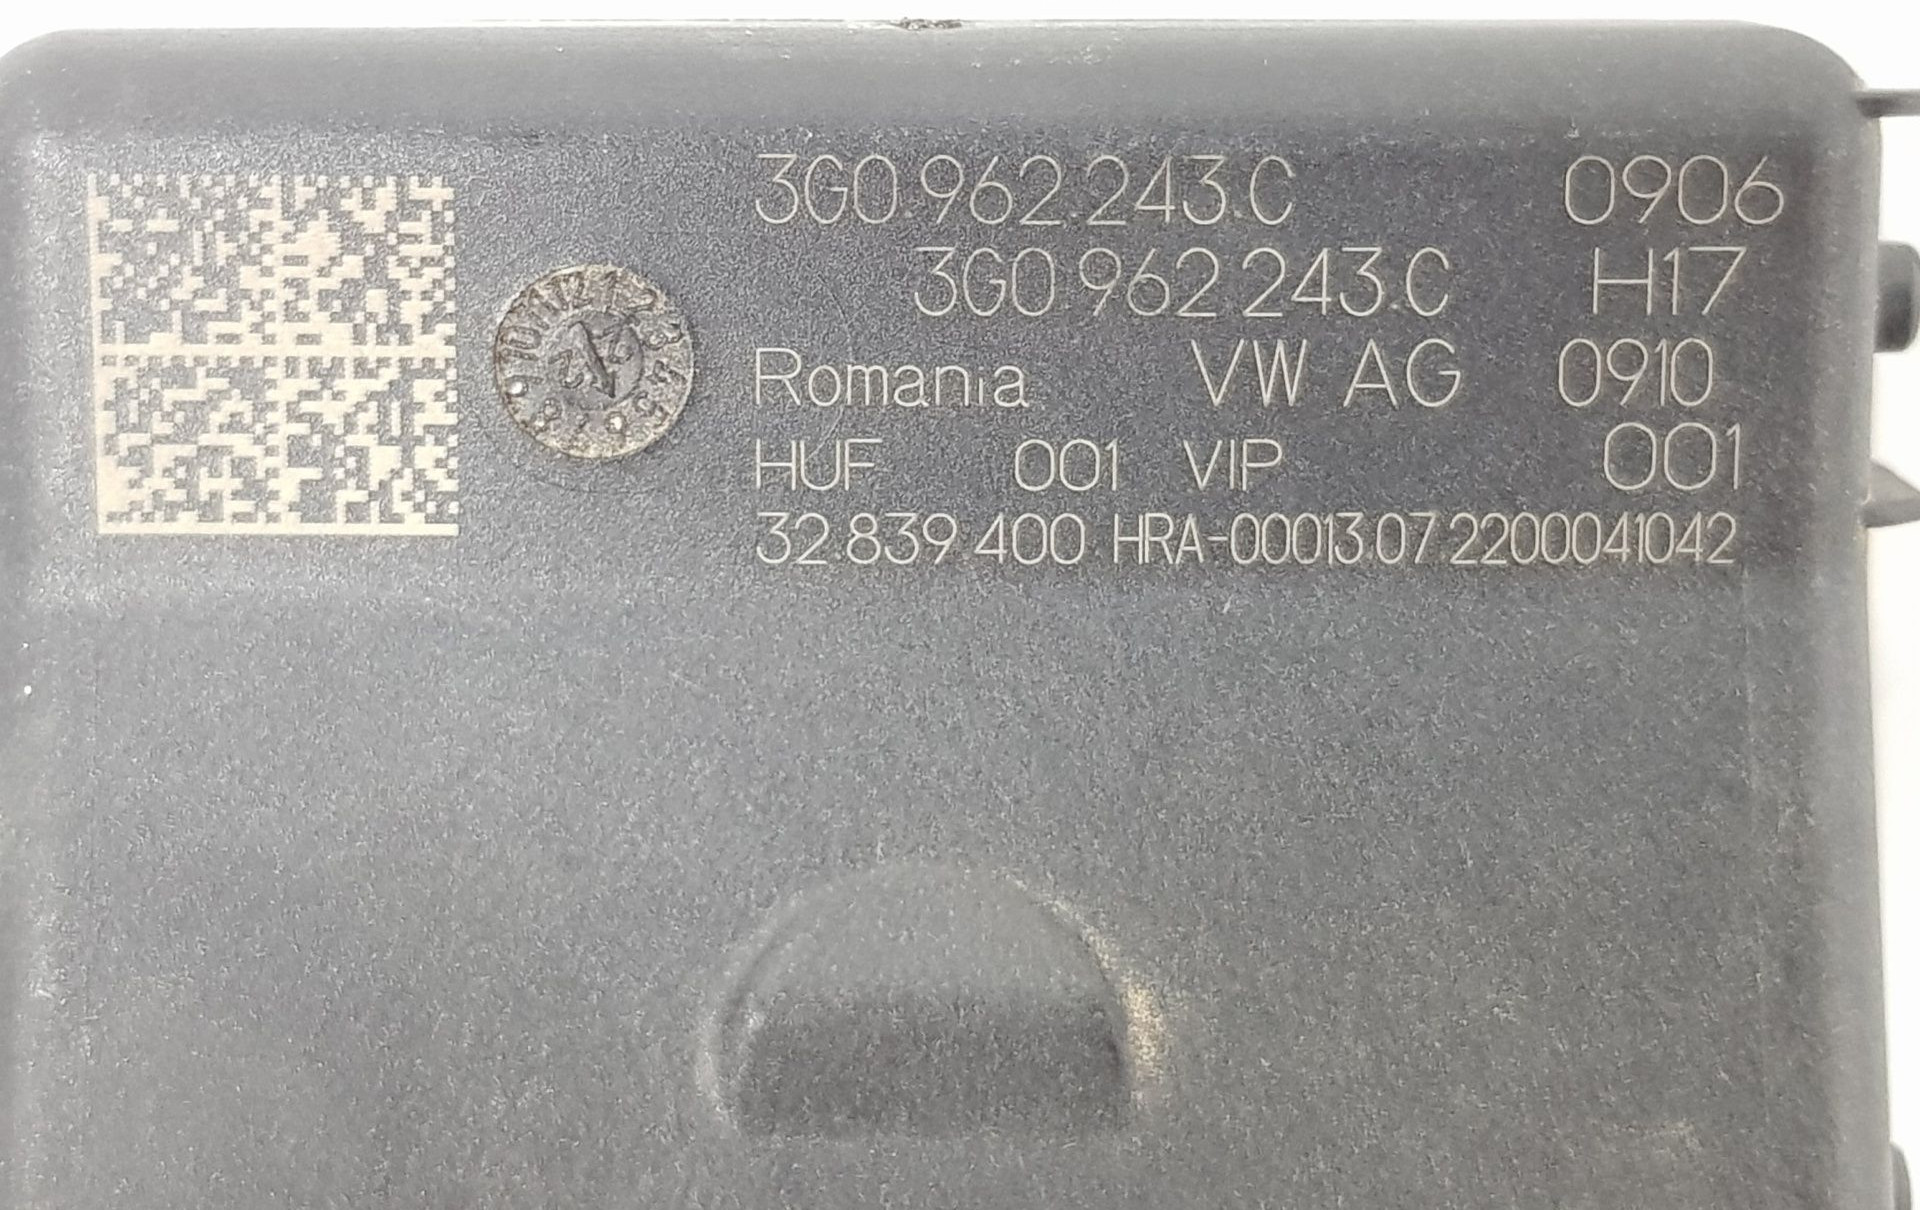 3G0.962.243.C 0906
3G0.962 243.C H17
Romania VW AG 0910
HUF 001 VIP 001
32.839.400 HRA-00013.07.2200041042